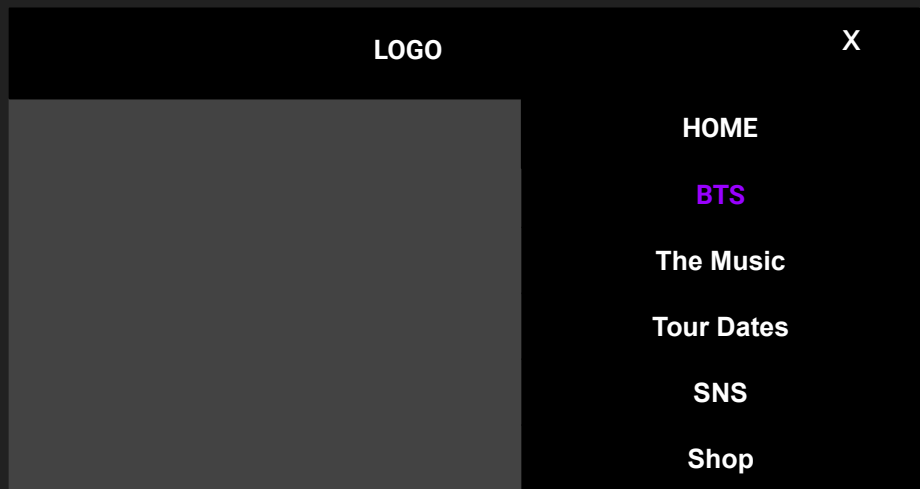 LOGO X
HOME
BTS
The Music
Tour Dates
SNS
Shop